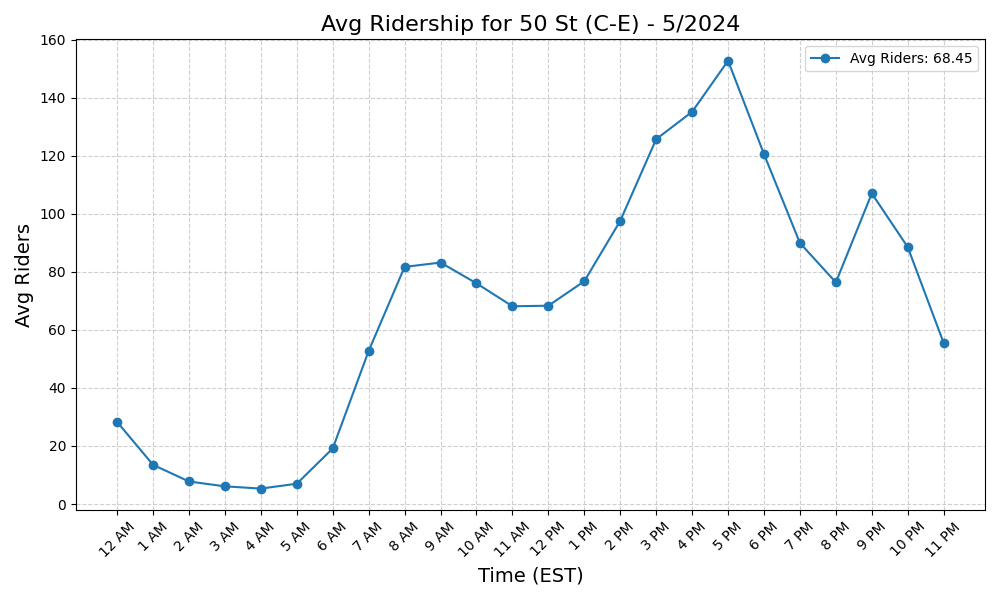 Avg Ridership for 50 St (C-E) - 5/2024
Avg Riders: 68.45
Avg Riders
160
140
120
100
80
60
40
20
0
12 AM
1 AM
2 AM
3 AM
4 AM
5 AM
6 AM
7 AM
8 AM
9 AM
10 AM
11 AM
12 PM
1 PM
2 PM
3 PM
4 PM
5 PM
6 PM
7 PM
8 PM
9 PM
10 PM
11 PM
Time (EST)